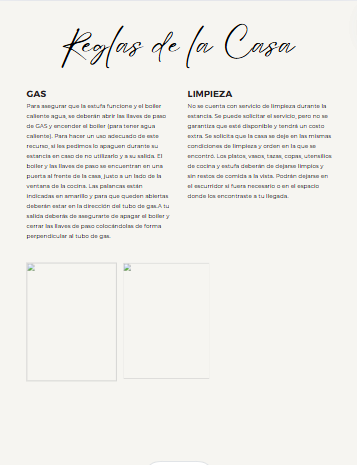 Reglas de la Casa
GAS
Para asegurar que la estufa funcione y el boiler
caliente agua, se deberán abrir las llaves de paso
de GAS y encender el boiler (para tener agua
caliente). Para hacer un uso adecuado de este
recurso, si les pedimos lo apaguen durante su
estancia en caso de no utilizarlo y a su salida. El
boiler y las llaves de paso se encuentran en una
puerta al frente de la casa, justo a un lado de la
ventana de la cocina. Las palancas están
indicadas en amarillo y para que queden abiertas
deberán estar en la dirección del tubo de gas.A tu
salida deberás de asegurarte de apagar el boiler y
cerrar las llaves de paso colocándolas de forma
perpendicular al tubo de gas.
LIMPIEZA
No se cuenta con servicio de limpieza durante la
estancia. Se puede solicitar el servicio, pero no se
garantiza que esté disponible y tendrá un costo
extra. Se solicita que la casa se deje en las mismas
condiciones de limpieza y orden en la que se
encontró. Los platos, vasos, tazas, copas, utensilios
de cocina y estufa deberán de dejarse limpios y
sin restos de comida a la vista. Podrán dejarse en
el escurridor si fuera necesario o en el espacio
donde los encontraste a tu llegada.